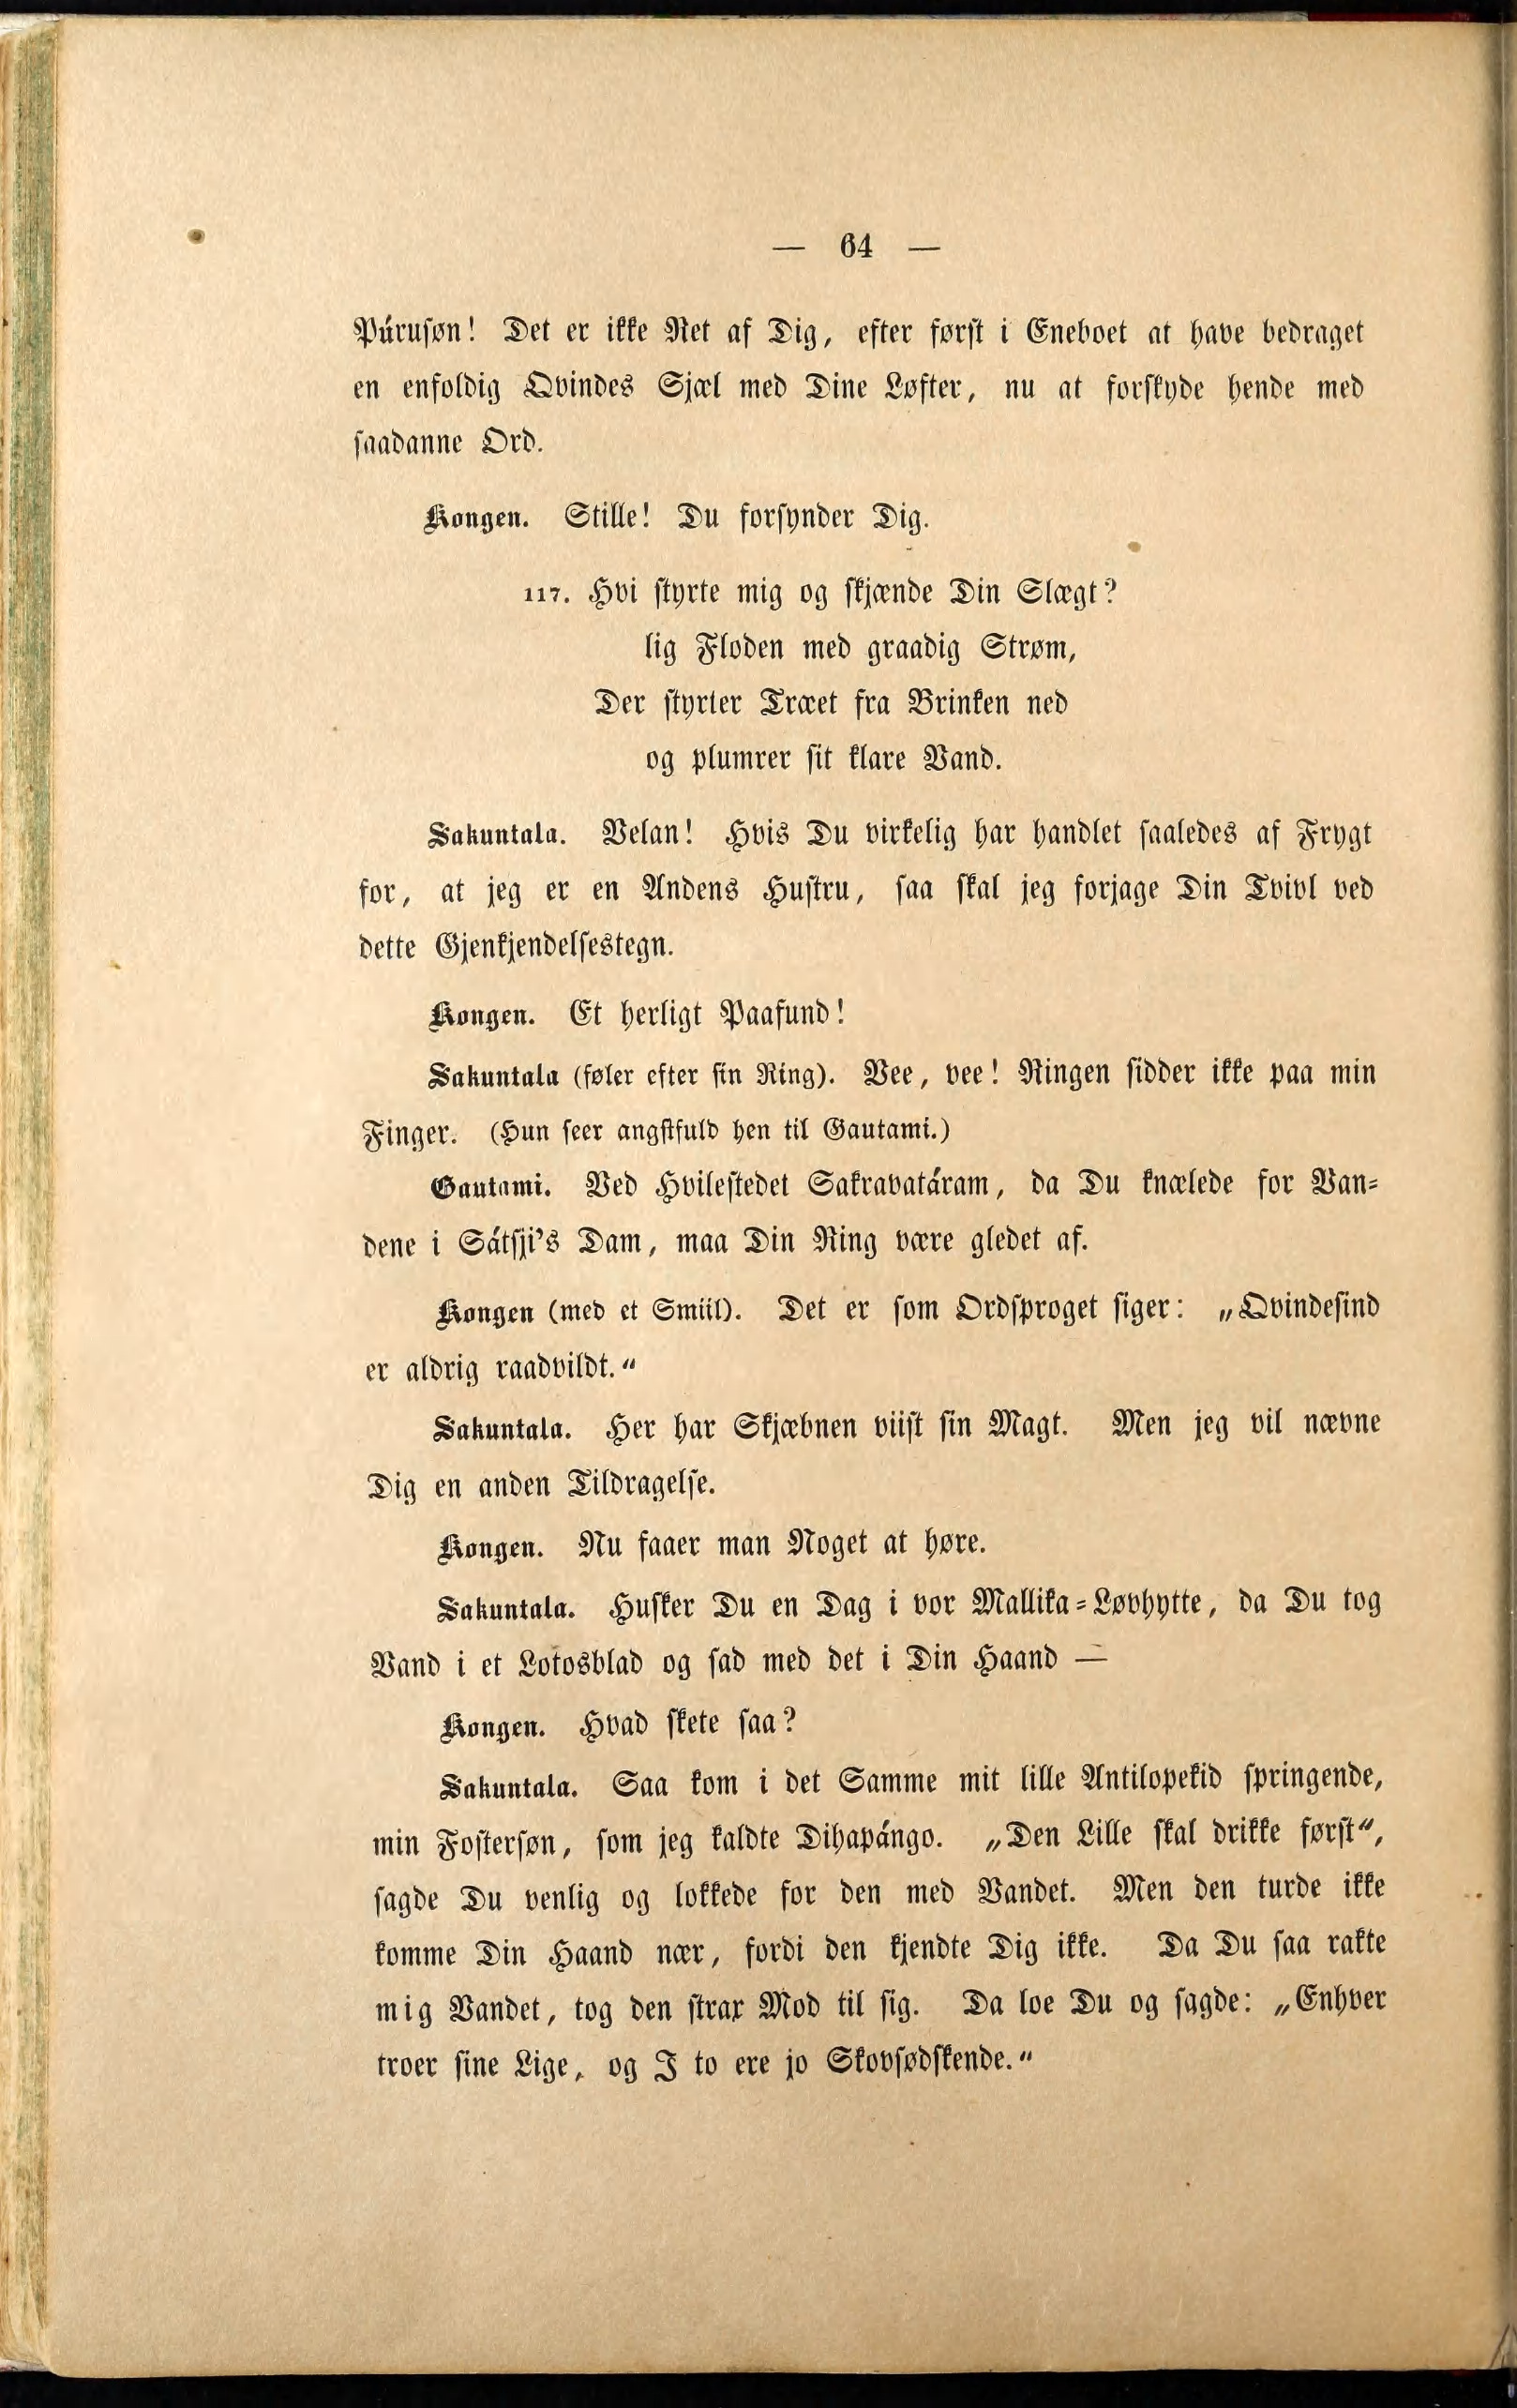 — 64 —
Púrusøn! Det er ikke Ret af Dig, efter først i Eneboet at have bedraget
en enfoldig Qvindes Sjæl med Dine Løfter, nu at forskyde hende med
saadanne Ord.
Kongen. Stille! Du forsynder Dig.
117. Hvi styrte mig og skjænde Din Slægt?
lig Floden med graadig Strøm,
Der styrter Træet fra Brinken ned
og plumrer sit klare Vand.
Sakuntala. Velan! Hvis Du virkelig har handlet saaledes af Frygt
for, at jeg er en Andens Hustru, saa skal jeg forjage Din Tvivl ved
dette Gjenkjendelsestegn.
Kongen. Et herligt Paafund!
Sakuntala (føler efter sin Ring). Vee, vee! Ringen sidder ikke paa min
Finger. (Hun seer angstfuld hen til Gautami.)
Gautami. Ved Hvilestedet Sakravatáram, da Du knælede for Van-
dene i Sátsji's Dam, maa Din Ring være gledet af.
Kongen (med et Smiil). Det er som Ordsproget siger: „Qvindesind
er aldrig raadvildt.“
Sakuntala. Her har Skjæbnen viist sin Magt. Men jeg vil nævne
Dig en anden Tildragelse.
Kongen. Nu faaer man Noget at høre.
Sakuntala. Husker Du en Dag i vor Mallika-Løvhytte, da Du tog
Vand i et Lotosblad og sad med det i Din Haand —
Kongen. Hvad skete saa?
Sakuntala. Saa kom i det Samme mit lille Antilopekid springende,
min Fostersøn, som jeg kaldte Dihapángo. „Den Lille skal drikke først“,
sagde Du venlig og lokkede for den med Vandet. Men den turde ikke
komme Din Haand nær, fordi den kjendte Dig ikke. Da Du saa rakte
mig Vandet, tog den strax Mod til sig. Da loe Du og sagde: „Enhver
troer sine Lige, og I to ere jo Skovsødskende.“